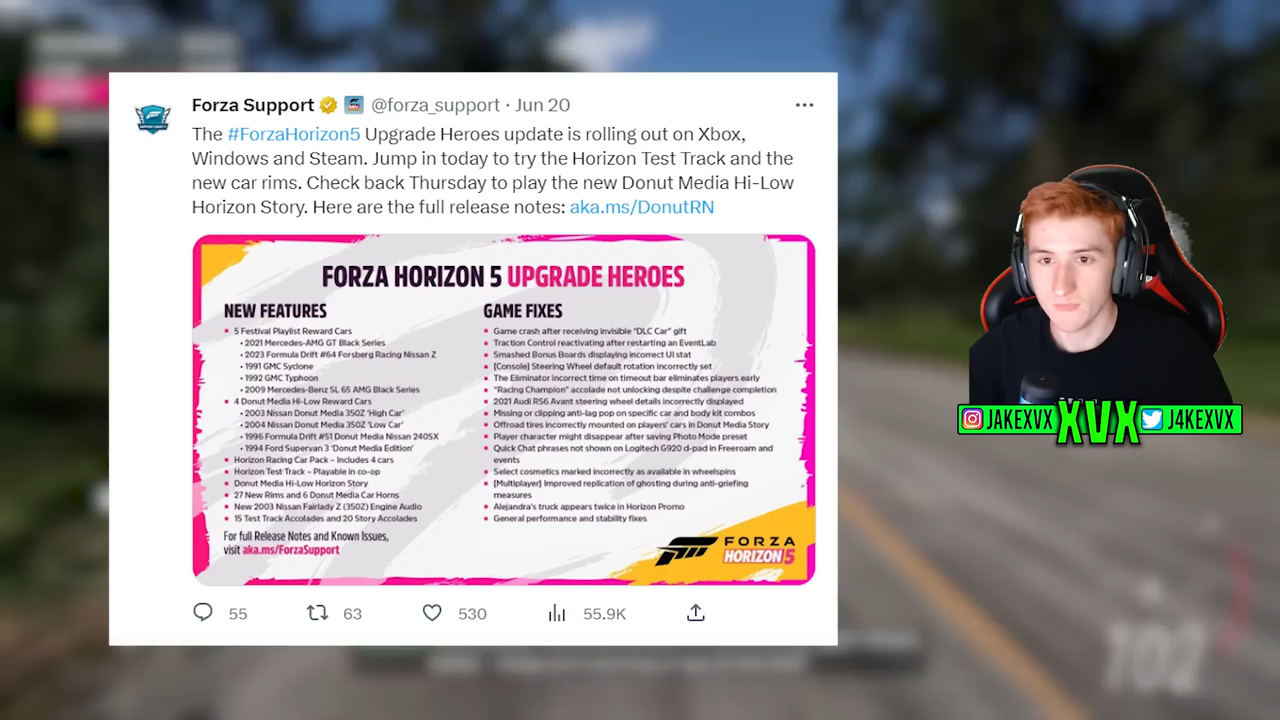 Forza Support @forza_support · Jun 20
The #ForzaHorizon5 Upgrade Heroes update is rolling out on Xbox,
Windows and Steam. Jump in today to try the Horizon Test Track and the
new car rims. Check back Thursday to play the new Donut Media Hi-Low
Horizon Story. Here are the full release notes: aka.ms/DonutRN
FORZA HORIZON 5 UPGRADE HEROES
NEW FEATURES
5 Festival Playlist Reward Cars
• 2021 Mercedes-AMG GT Black Series
• 2023 Formula Drift #64 Forsberg Racing Nissan Z
• 1991 GMC Syclone
• 1992 GMC Typhoon
• 2009 Mercedes-Benz SL 65 AMG Black Series
4 Donut Media Hi-Low Reward Cars
• 2003 Nissan Donut Media 350Z 'High Car'
• 2004 Nissan Donut Media 350Z 'Low Car'
• 1996 Formula Drift #51 Donut Media Nissan 240SX
• 1994 Ford Supervan 3 'Donut Media Edition'
Horizon Racing Car Pack – Includes 4 cars
Horizon Test Track – Playable in co-op
Donut Media Hi-Low Horizon Story
27 New Rims and 6 Donut Media Car Horns
New 2003 Nissan Fairlady Z (350Z) Engine Audio
15 Test Track Accolades and 20 Story Accolades
For full Release Notes and Known Issues,
visit aka.ms/ForzaSupport
GAME FIXES
Game crash after receiving invisible "DLC Car" gift
Traction Control reactivating after restarting an EventLab
Smashed Bonus Boards displaying incorrect UI stat
[Console] Steering Wheel default rotation incorrectly set
The Eliminator incorrect time on timeout bar eliminates players early
"Racing Champion" accolade not unlocking despite challenge completion
2021 Audi RS6 Avant steering wheel details incorrectly displayed
Missing or clipping anti-lag pop on specific car and body kit combos
Offroad tires incorrectly mounted on players' cars in Donut Media Story
Player character might disappear after saving Photo Mode preset
Quick Chat phrases not shown on Logitech G920 d-pad in Freeroam and
events
Select cosmetics marked incorrectly as available in wheelspins
[Multiplayer] Improved replication of ghosting during anti-griefing
measures
Alejandra's truck appears twice in Horizon Promo
General performance and stability fixes
FORZA
HORIZON 5
55 63 530 55.9K
JAKEXVX XVX J4KEXVX
102